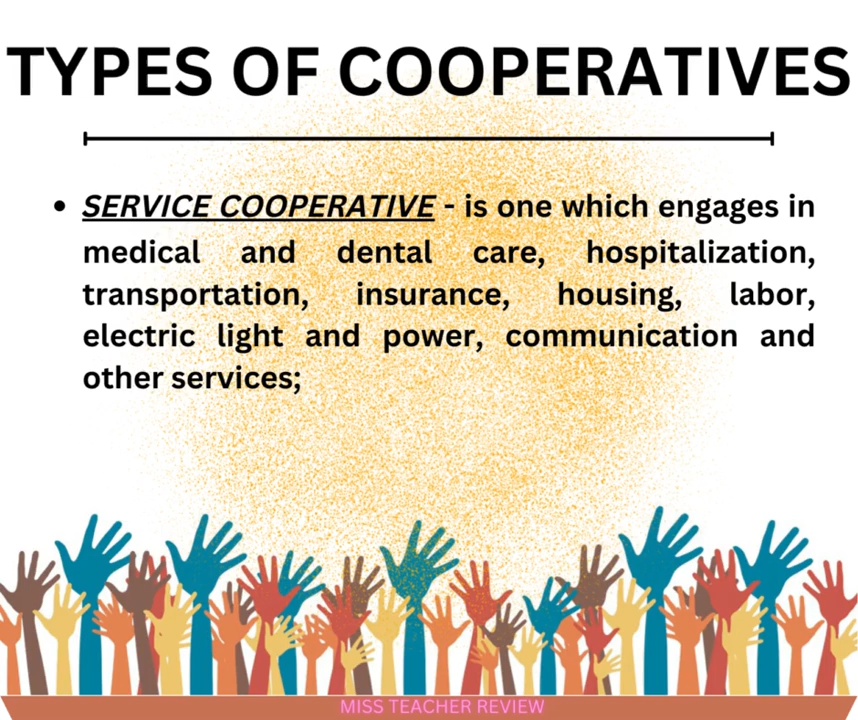 TYPES OF COOPERATIVES
• SERVICE COOPERATIVE - is one which engages in
medical and dental care, hospitalization,
transportation, insurance, housing, labor,
electric light and power, communication and
other services;
MISS TEACHER REVIEW